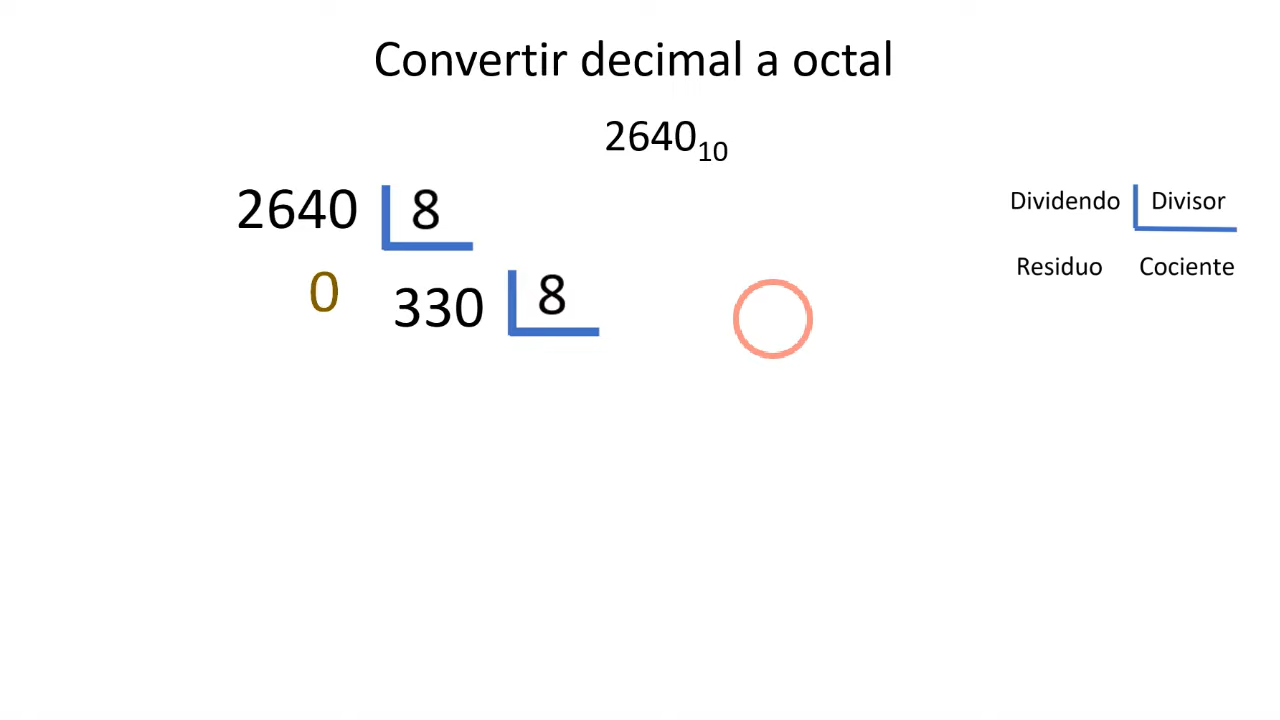 Convertir decimal a octal
2640₁₀
2640 8
0 330 8
Dividendo Divisor
Residuo Cociente